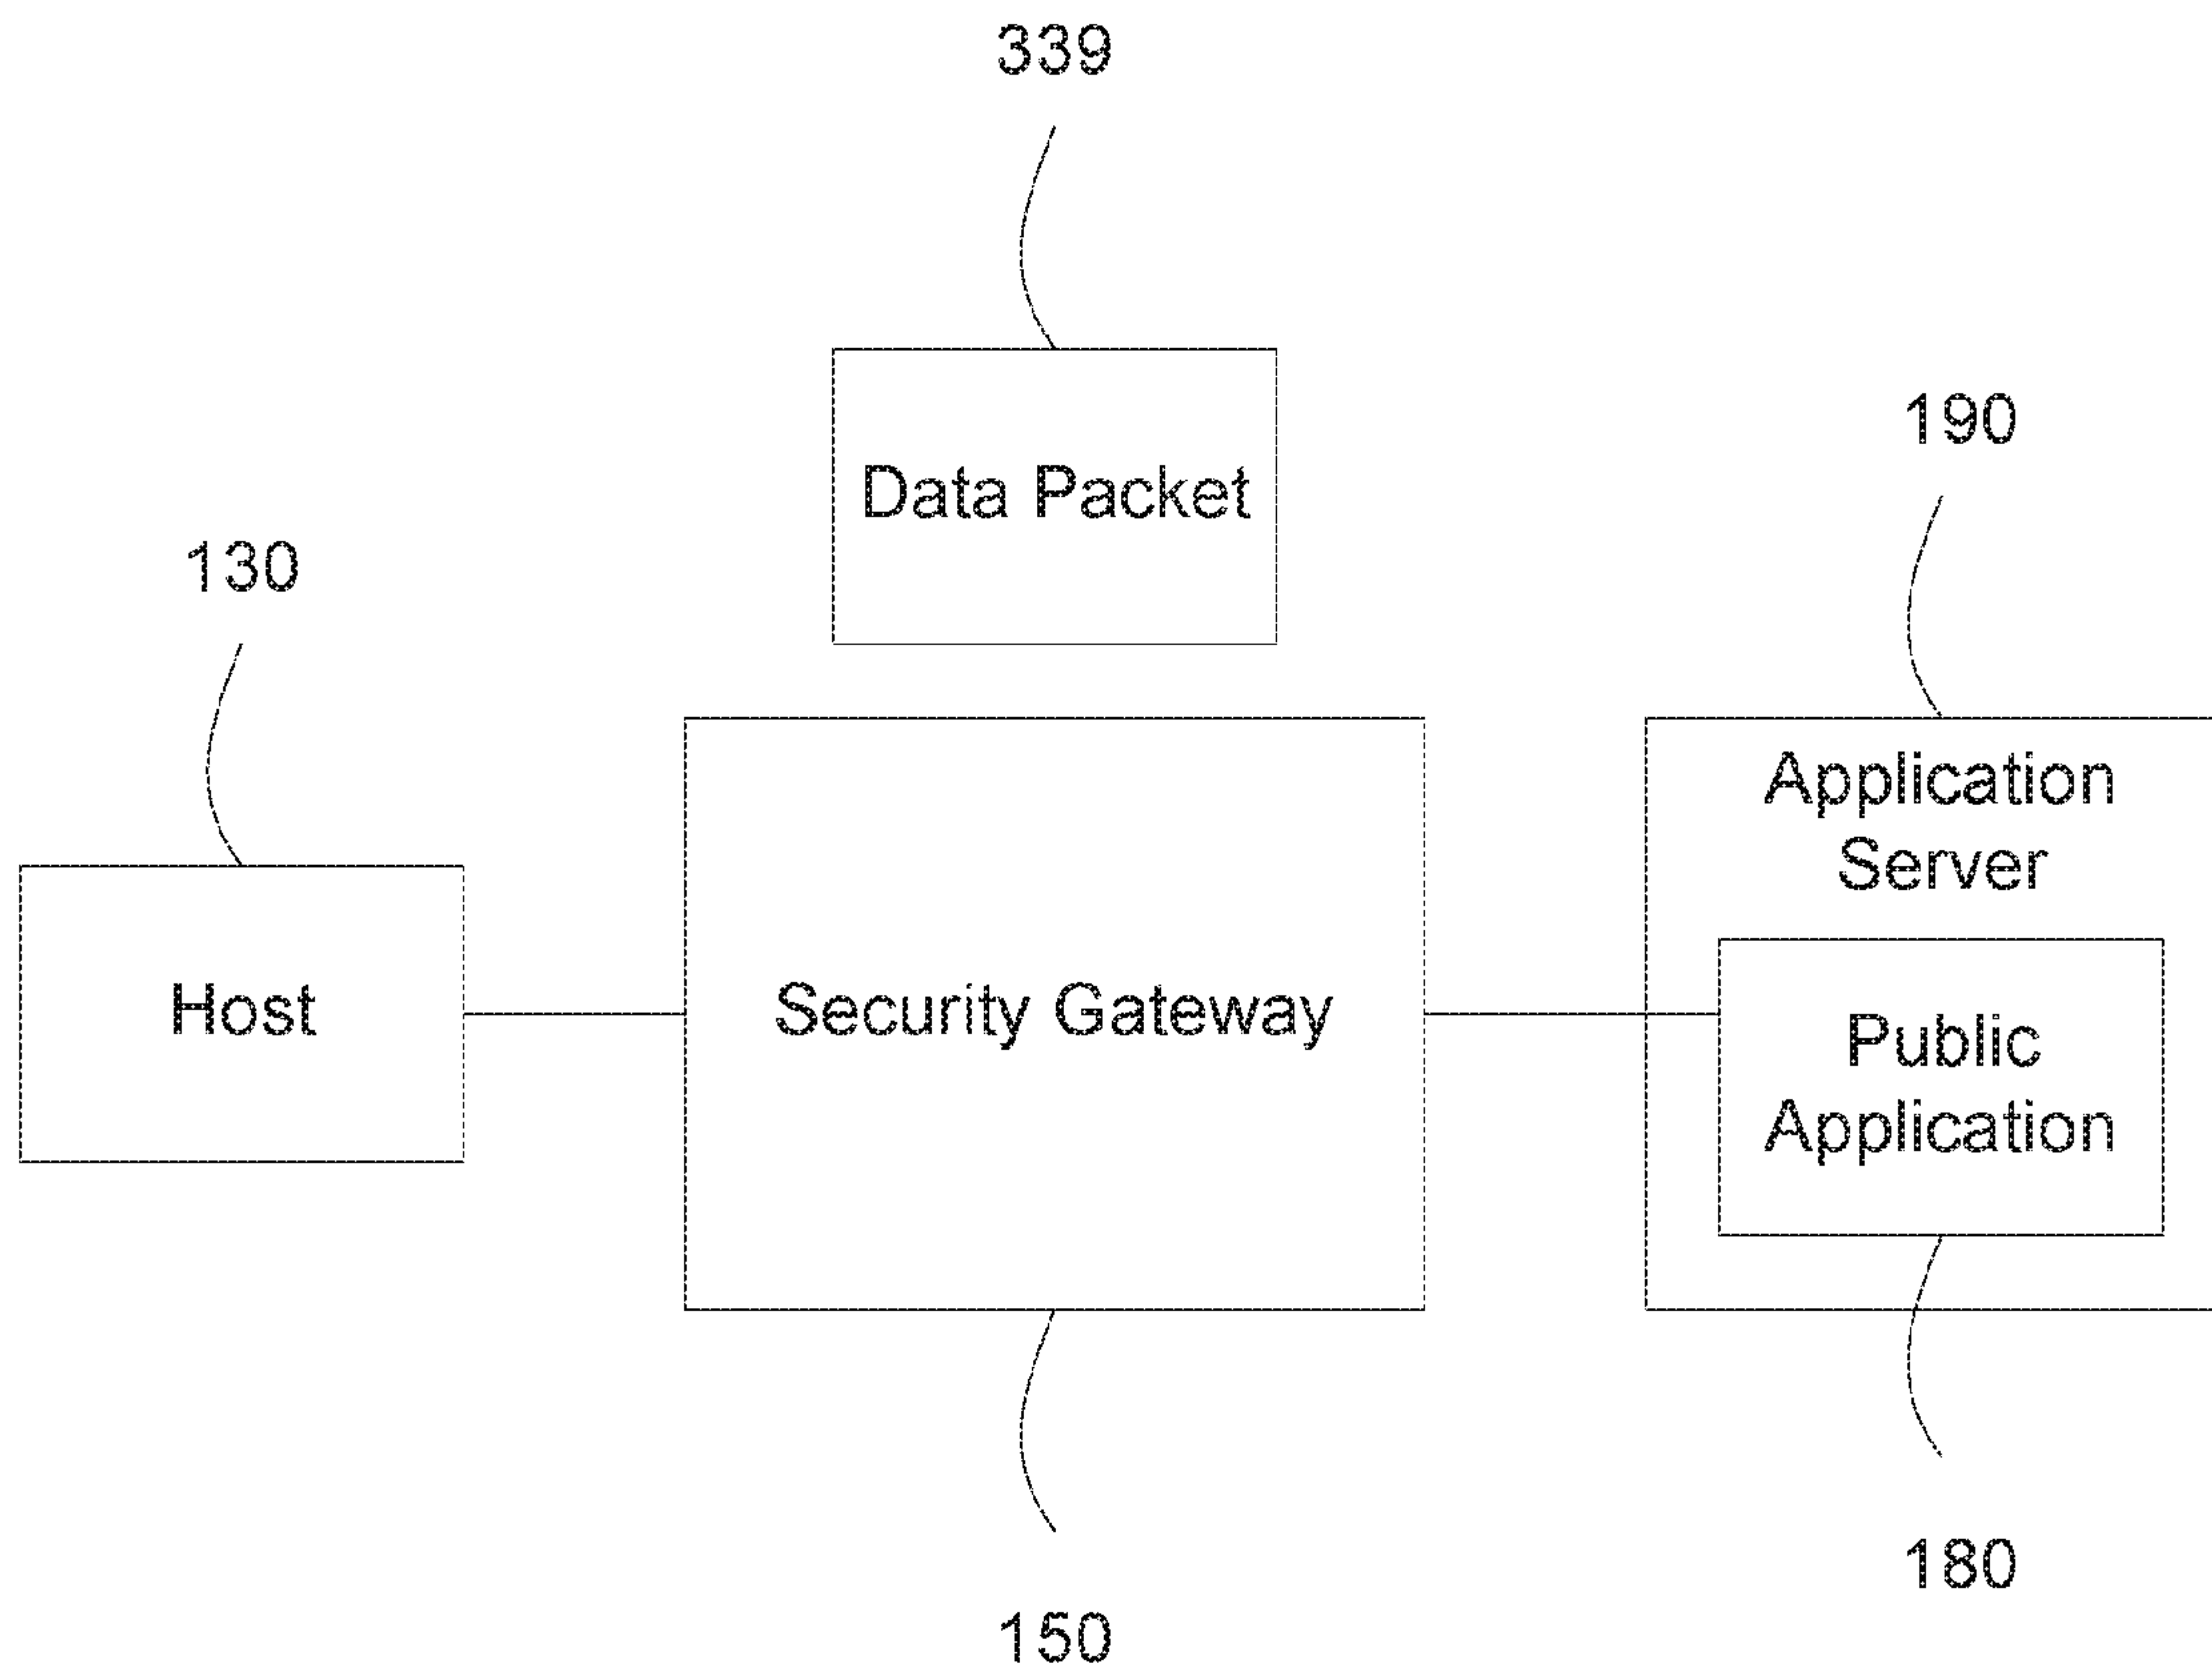 339
Data Packet
190
130
Application
Server
Host
Security Gateway
Public
Application
180
150